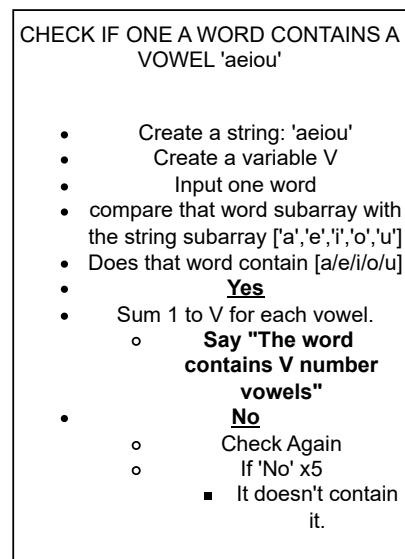 CHECK IF ONE A WORD CONTAINS A
VOWEL 'aeiou'
Create a string: 'aeiou'
Create a variable V
Input one word
compare that word subarray with
the string subarray ['a','e','i','o','u']
Does that word contain [a/e/i/o/u]
Yes
Sum 1 to V for each vowel.
Say "The word
contains V number
vowels"
No
Check Again
If 'No' x5
It doesn't contain
it.